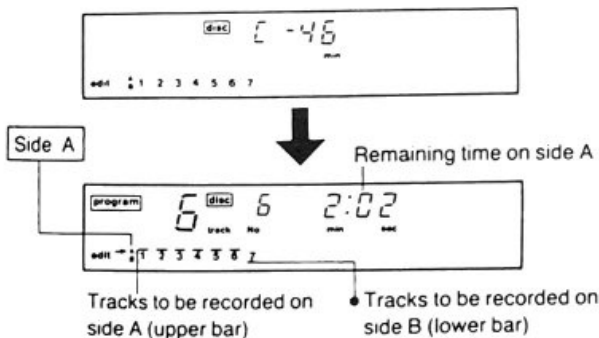 disc C -46
min
edit 1 2 3 4 5 6 7
Side A
Remaining time on side A
program 6 disc 6 2:02
track No min sec
edit → 1 2 3 4 5 6 7
Tracks to be recorded on
side A (upper bar)
Tracks to be recorded on
side B (lower bar)